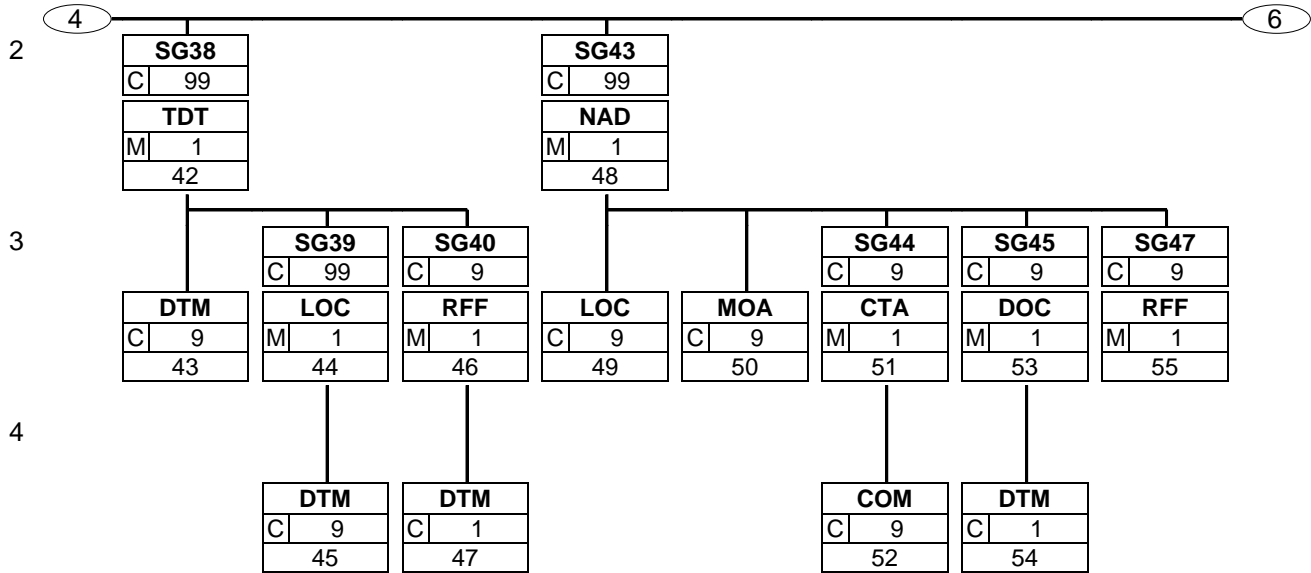 4 6
2 SG38 SG43
C 99 C 99
TDT NAD
M 1 M 1
42 48
3 SG39 SG40 SG44 SG45 SG47
C 99 C 9 C 9 C 9 C 9
DTM LOC RFF LOC MOA CTA DOC RFF
C 9 M 1 M 1 C 9 C 9 M 1 M 1 M 1
43 44 46 49 50 51 53 55
4
DTM DTM COM DTM
C 9 C 1 C 9 C 1
45 47 52 54